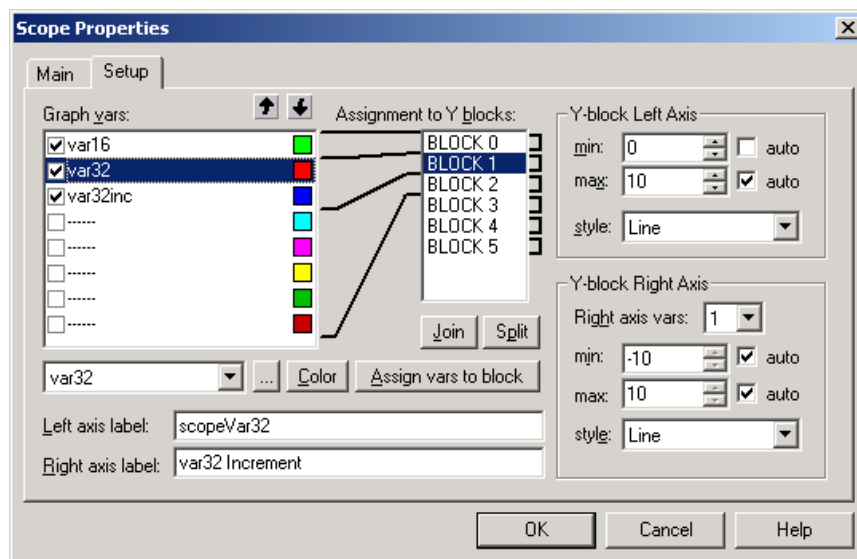 Scope Properties
Main
Setup
Graph vars:
var16
var32
var32inc
------
------
------
------
------
var32
...
Color
Assign vars to block
Left axis label:
scopeVar32
Right axis label:
var32 Increment
Assignment to Y blocks:
BLOCK 0
BLOCK 1
BLOCK 2
BLOCK 3
BLOCK 4
BLOCK 5
Join
Split
Y-block Left Axis
min: 0 auto
max: 10 auto
style: Line
Y-block Right Axis
Right axis vars: 1
min: -10 auto
max: 10 auto
style: Line
OK
Cancel
Help